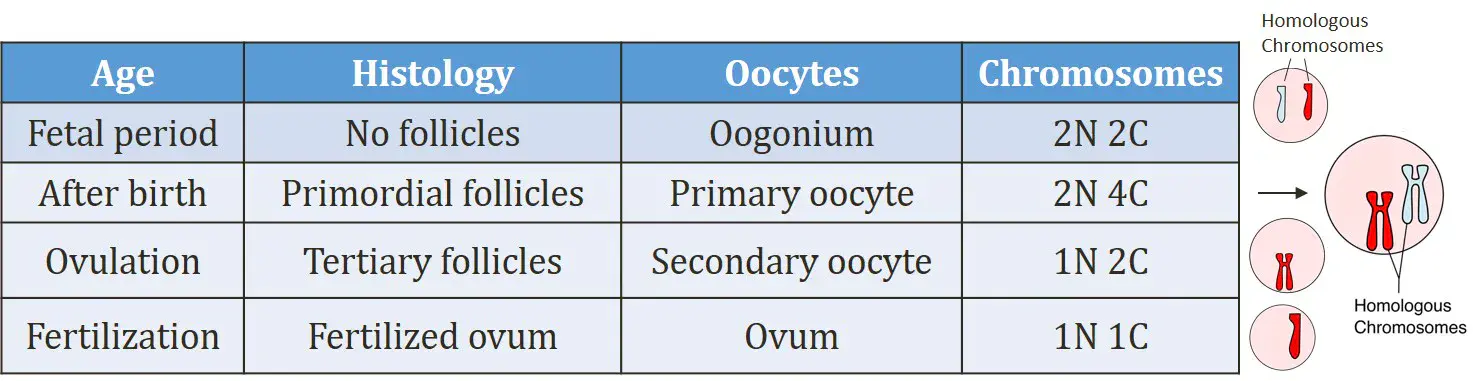 Homologous
Chromosomes
Age Histology Oocytes Chromosomes
Fetal period No follicles Oogonium 2N 2C
After birth Primordial follicles Primary oocyte 2N 4C
Ovulation Tertiary follicles Secondary oocyte 1N 2C
Fertilization Fertilized ovum Ovum 1N 1C
Homologous
Chromosomes